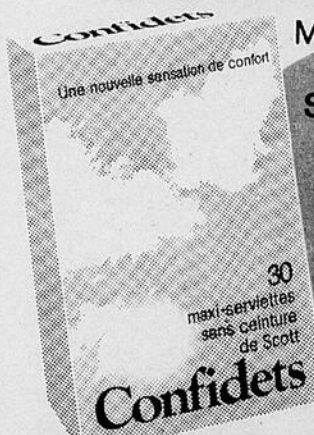 Confidets
Une nouvelle sensation de confort
30
maxi-serviettes
sans ceinture
de Scott
Confidets
M
S